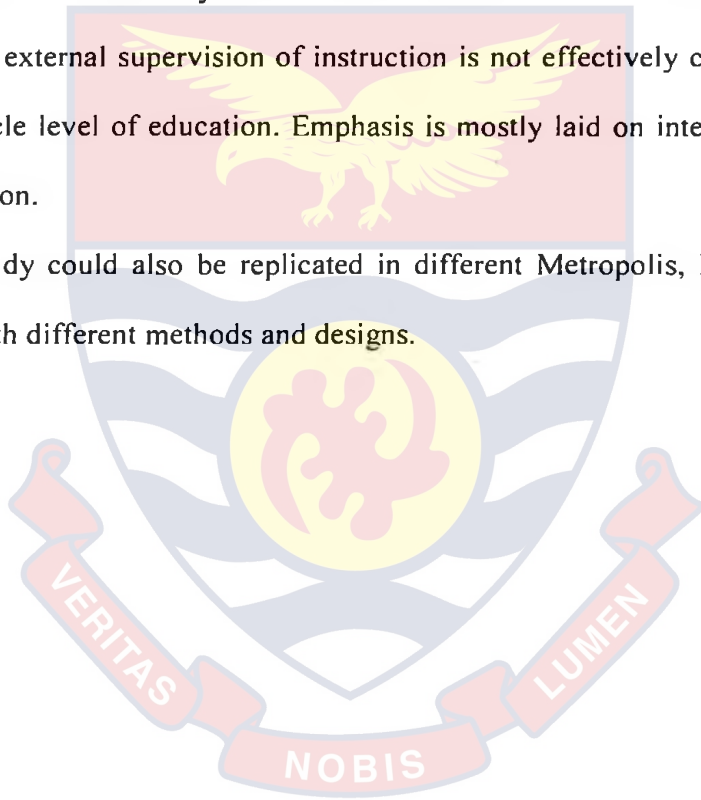 external supervision of instruction is not effectively c
cle level of education. Emphasis is mostly laid on inte
on.
dy could also be replicated in different Metropolis,
th different methods and designs.
VERITAS
NOBIS
LUMEN